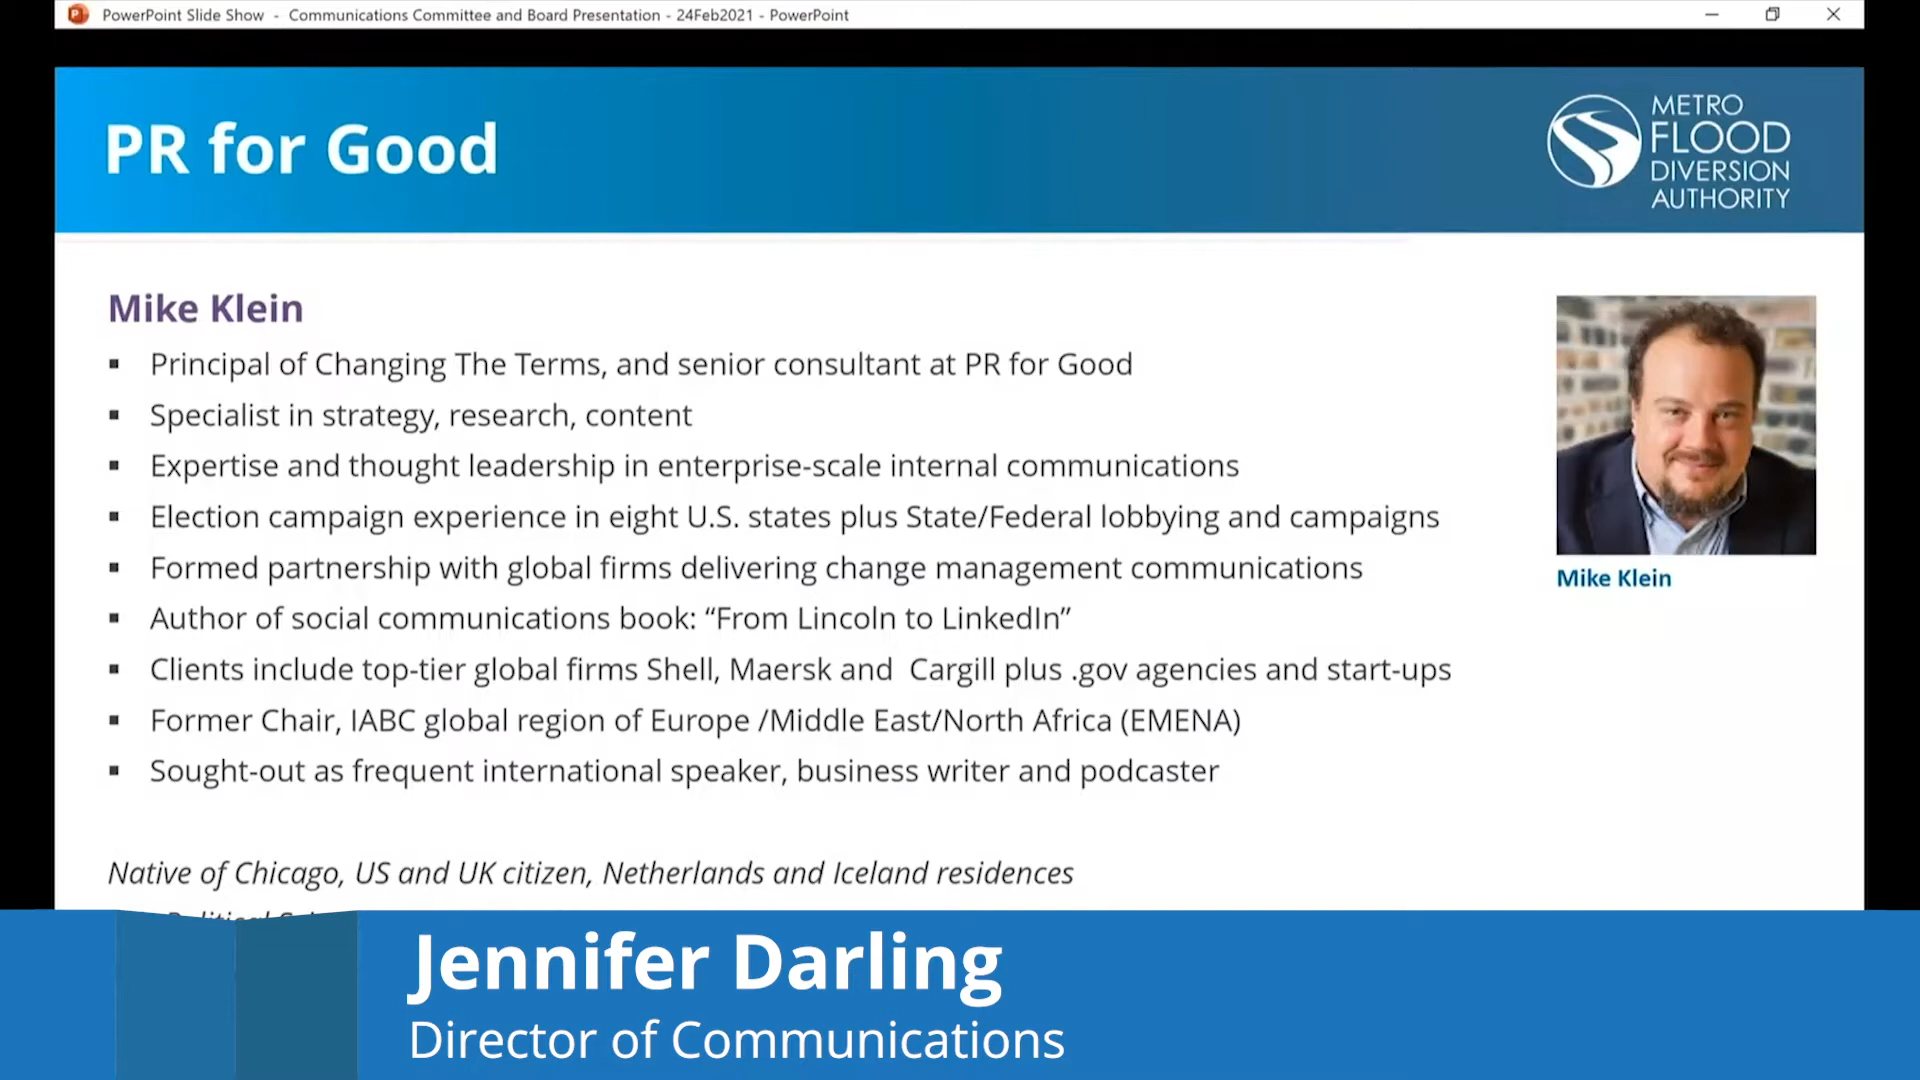 PowerPoint Slide Show - Communications Committee and Board Presentation - 24Feb2021 - PowerPoint
PR for Good
METRO
FLOOD
DIVERSION
AUTHORITY
Mike Klein
▪ Principal of Changing The Terms, and senior consultant at PR for Good
▪ Specialist in strategy, research, content
▪ Expertise and thought leadership in enterprise-scale internal communications
▪ Election campaign experience in eight U.S. states plus State/Federal lobbying and campaigns
▪ Formed partnership with global firms delivering change management communications
▪ Author of social communications book: “From Lincoln to LinkedIn”
▪ Clients include top-tier global firms Shell, Maersk and  Cargill plus .gov agencies and start-ups
▪ Former Chair, IABC global region of Europe /Middle East/North Africa (EMENA)
▪ Sought-out as frequent international speaker, business writer and podcaster
Mike Klein
Native of Chicago, US and UK citizen, Netherlands and Iceland residences
Political
Jennifer Darling
Director of Communications